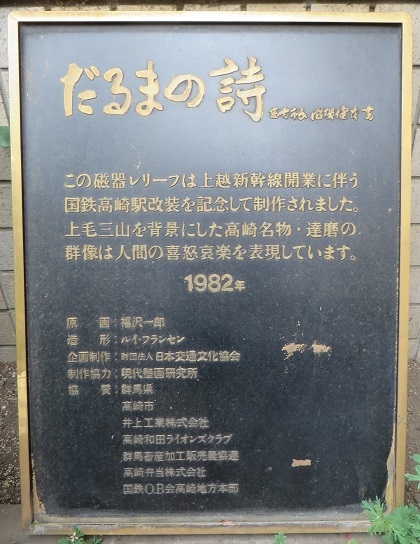 だるまの詩
この磁器レリーフは上越新幹線開業に伴う
国鉄高崎駅改装を記念して制作されました。
上毛三山を背景にした高崎名物・達磨の
群像は人間の喜怒哀楽を表現しています。
1982年
原画：福沢一郎
造形：ルイ・フランセン
企画制作：財団法人日本交通文化協会
制作協力：現代壁画研究所
協賛：群馬県
高崎市
井上工業株式会社
高崎和田ライオンズクラブ
群馬畜産加工販売農協連
高崎弁当株式会社
国鉄O.B会高崎地方本部